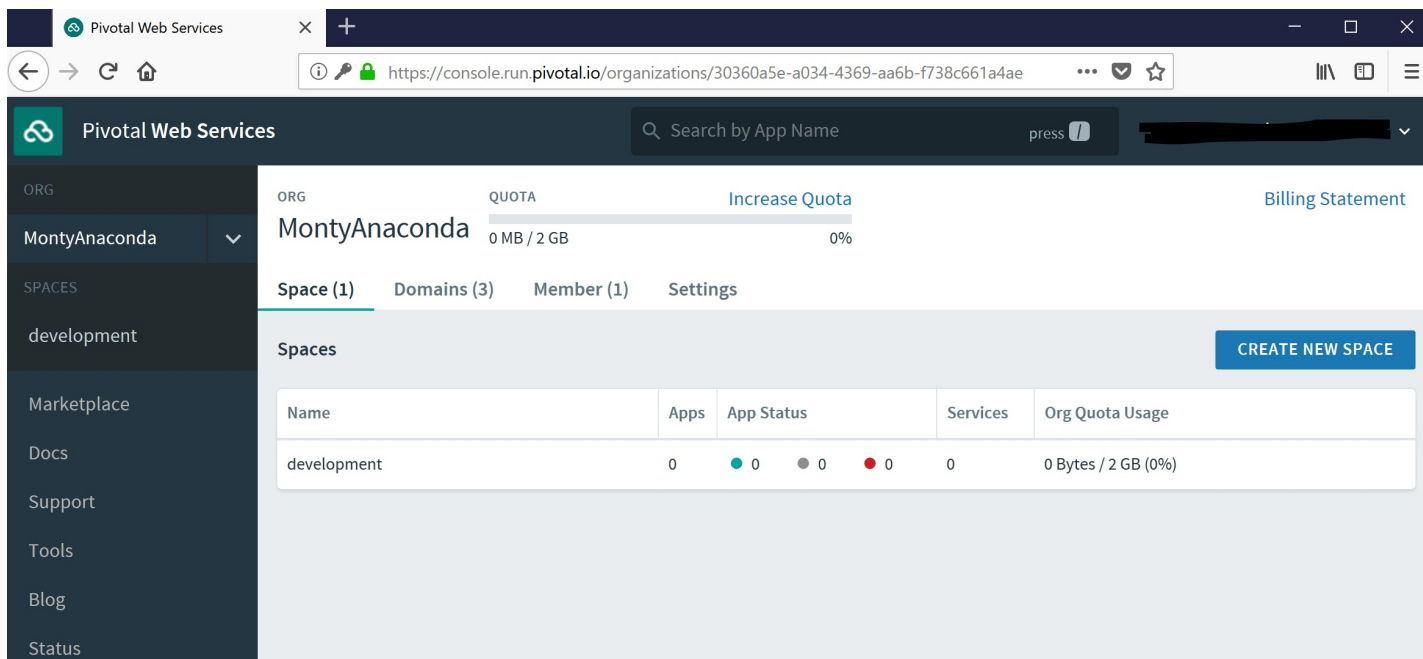 Pivotal Web Services
https://console.run.pivotal.io/organizations/30360a5e-a034-4369-aa6b-f738c661a4ae
Pivotal Web Services
Search by App Name
press /
ORG
MontyAnaconda
SPACES
development
Marketplace
Docs
Support
Tools
Blog
Status
ORG
MontyAnaconda
QUOTA
Increase Quota
0 MB / 2 GB
0%
Billing Statement
Space (1) Domains (3) Member (1) Settings
Spaces
CREATE NEW SPACE
Name Apps App Status Services Org Quota Usage
development 0 0 0 0 0 0 Bytes / 2 GB (0%)